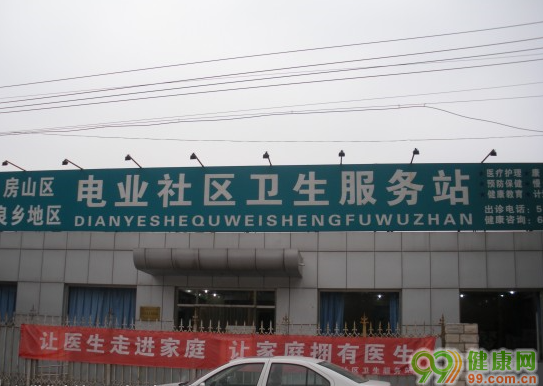 房山区
良乡地区
电业社区卫生服务站
DIANYESHEQUWEISHENGFUWUZHAN
医疗护理
预防保健
健康教育
出诊电话：5
健康咨询：6
让医生走进家庭 让家庭拥有医生
99健康网
99.com.cn